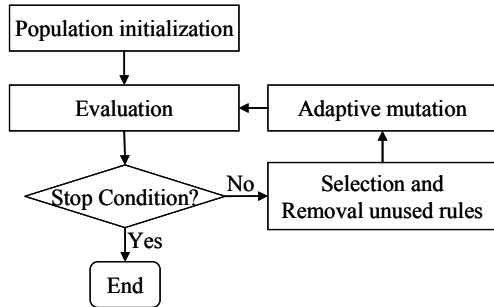 Population initialization
Evaluation
Adaptive mutation
Stop Condition?
No
Selection and
Removal unused rules
Yes
End